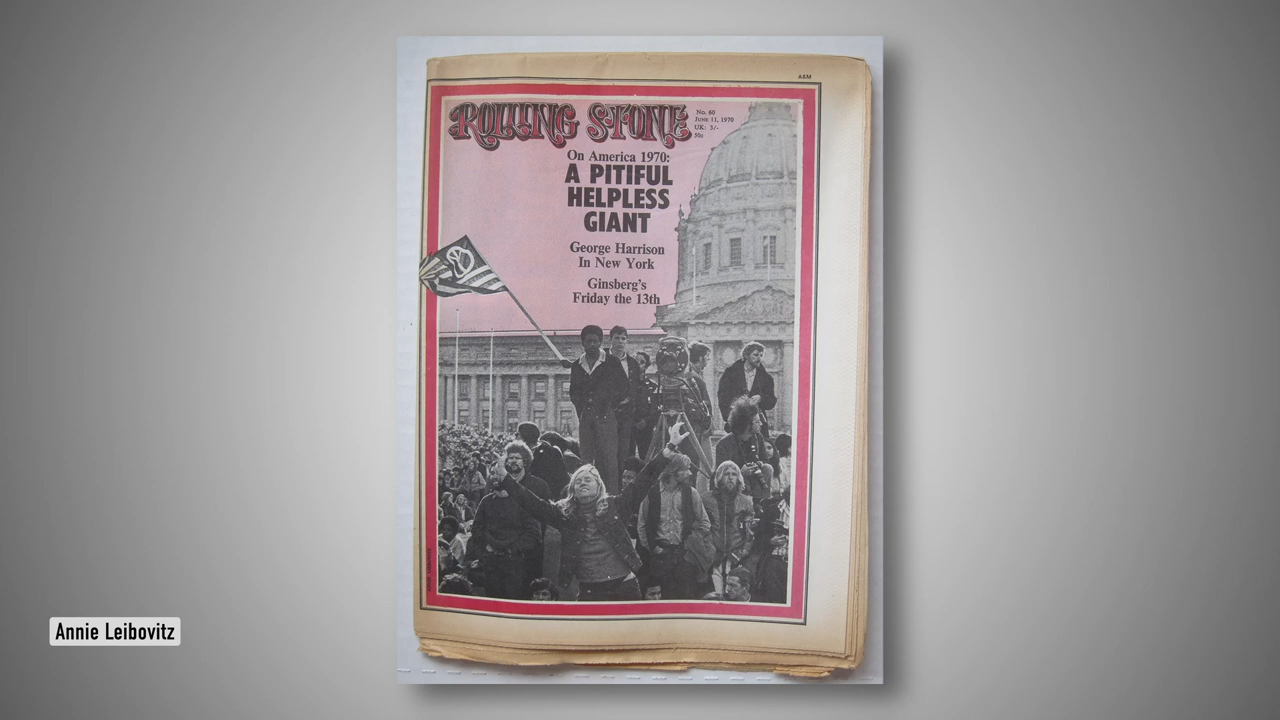 A&M
ROLLING STONE
No. 60
JUNE 11, 1970
UK: 3/-
50c
On America 1970:
A PITIFUL
HELPLESS
GIANT
George Harrison
In New York
Ginsberg's
Friday the 13th
Annie Leibovitz